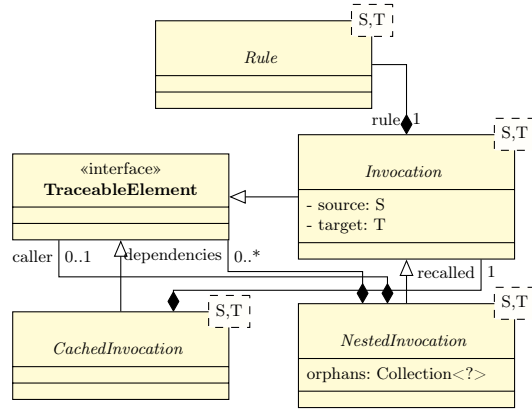 S,T
Rule
rule 1
S,T
Invocation
- source: S
- target: T
«interface»
TraceableElement
caller 0..1
dependencies 0..*
recalled 1
S,T
CachedInvocation
S,T
NestedInvocation
orphans: Collection<?>